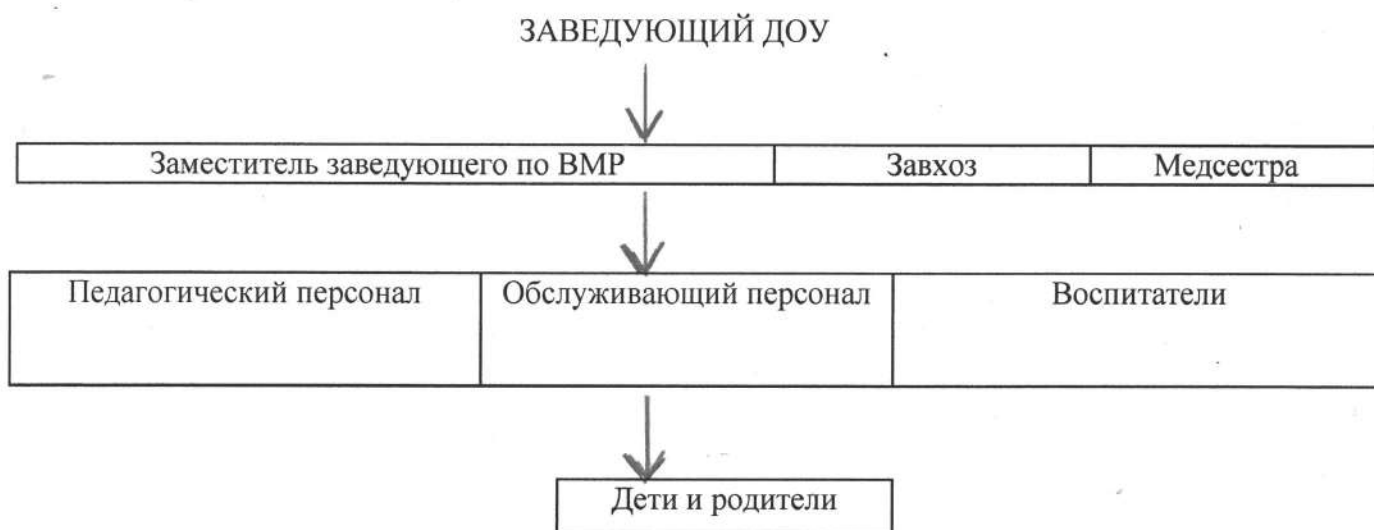 ЗАВЕДУЮЩИЙ ДОУ
Заместитель заведующего по ВМР
Завхоз
Медсестра
Педагогический персонал
Обслуживающий персонал
Воспитатели
Дети и родители